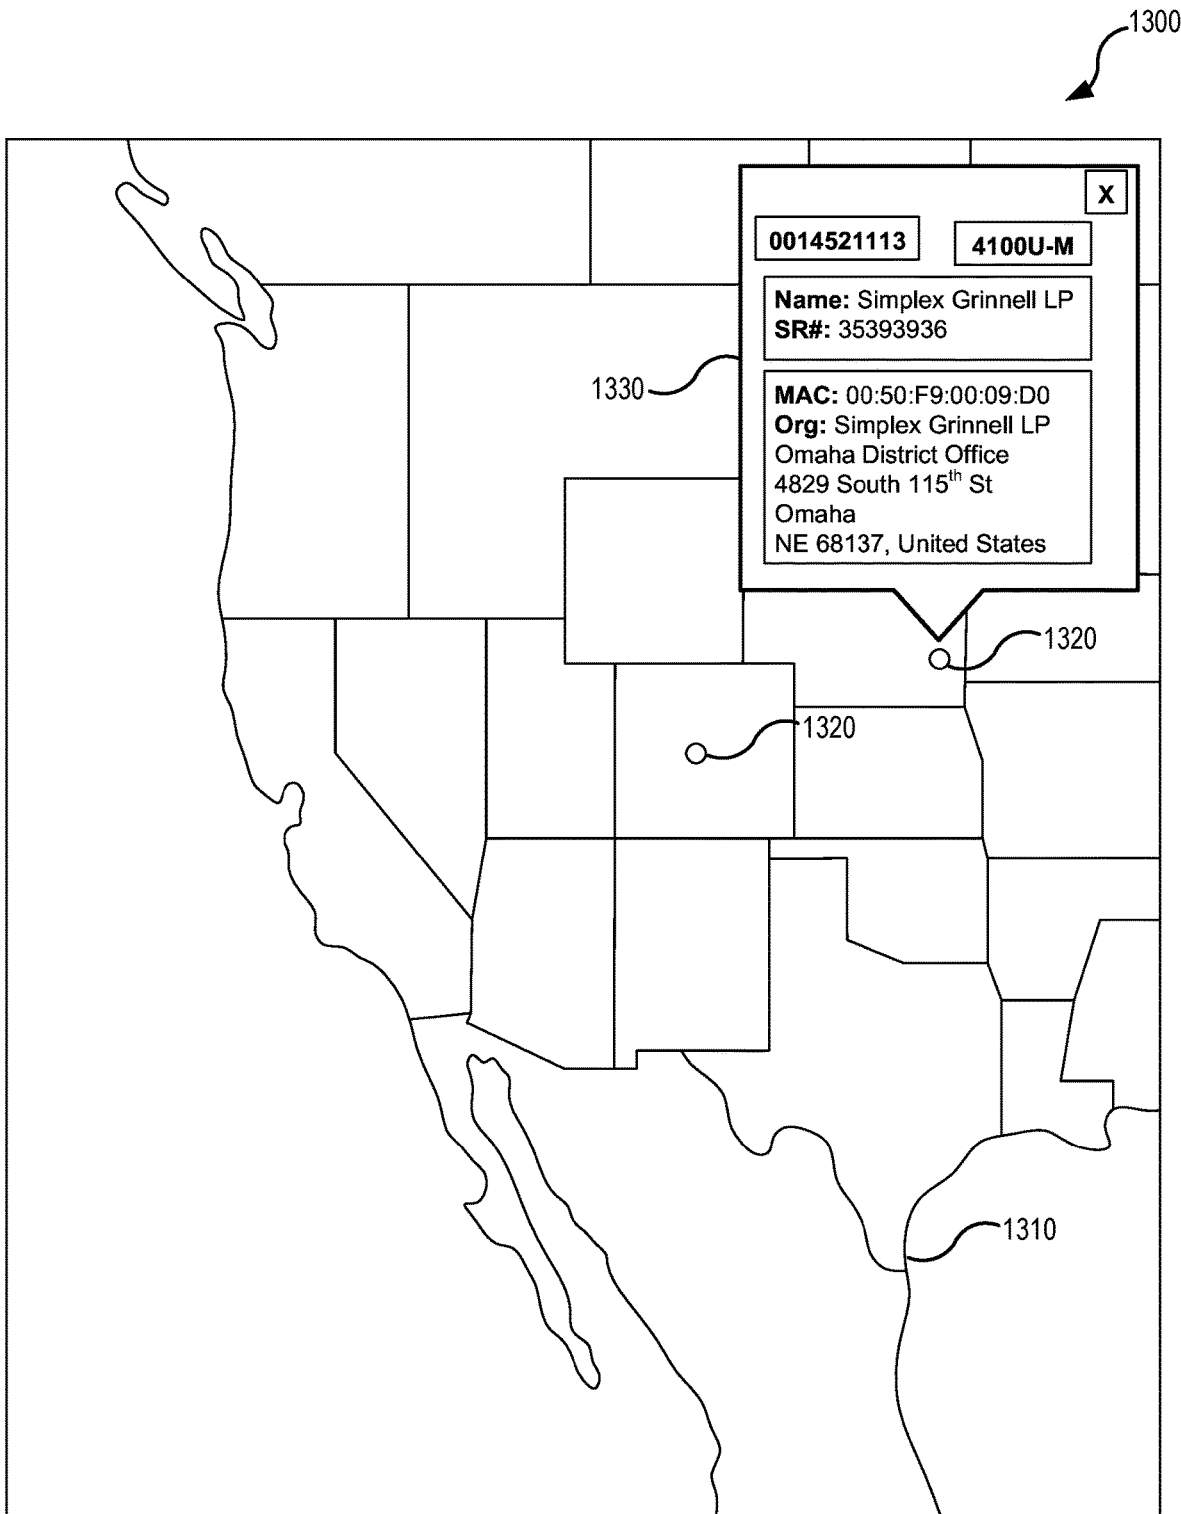 1300
X
0014521113
4100U-M
Name: Simplex Grinnell LP
SR#: 35393936
1330
MAC: 00:50:F9:00:09:D0
Org: Simplex Grinnell LP
Omaha District Office
4829 South 115th St
Omaha
NE 68137, United States
1320
1320
1310